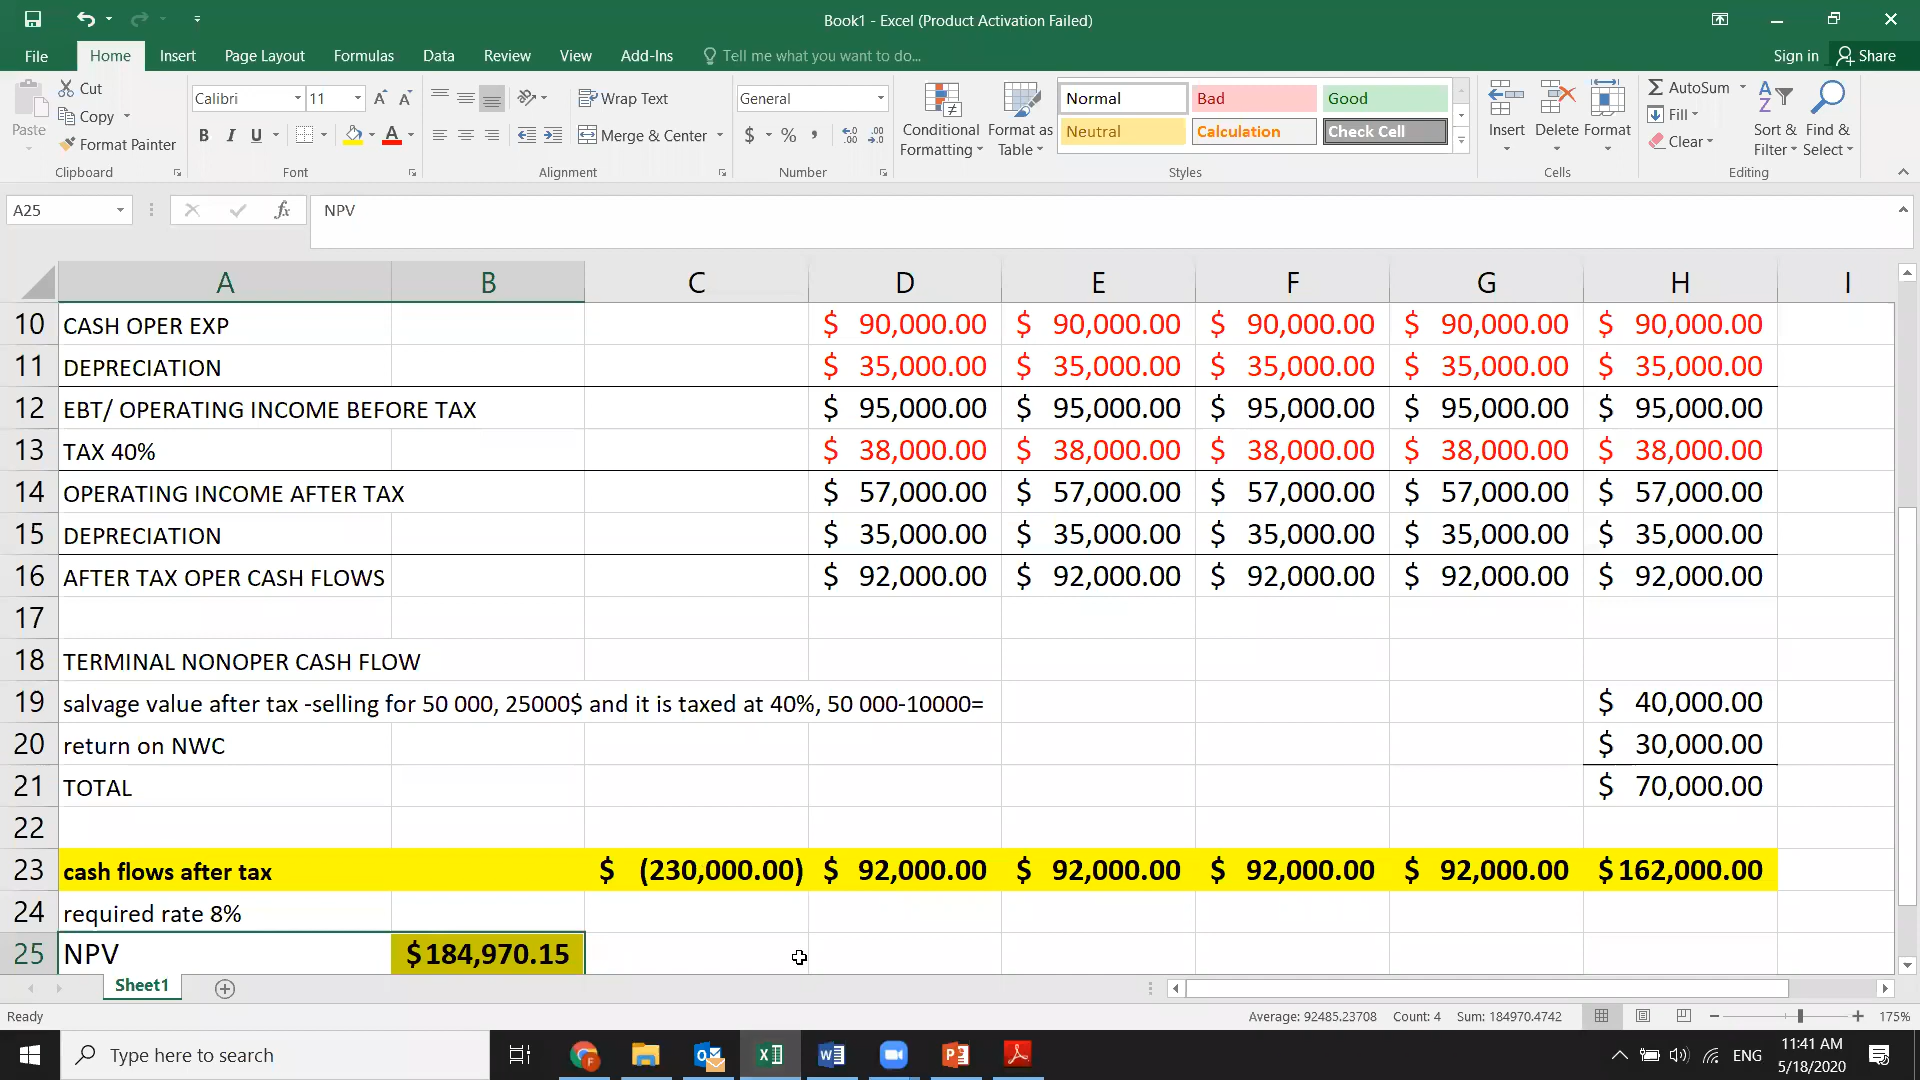 Book1 - Excel (Product Activation Failed)
File Home Insert Page Layout Formulas Data Review View Add-Ins Tell me what you want to do... Sign in Share
Paste Cut Copy Format Painter Clipboard
Calibri 11 Font
Wrap Text Merge & Center Alignment
General Number
Conditional Formatting Format as Table
Normal Bad Good
Neutral Calculation Check Cell
Styles
Insert Delete Format Cells
AutoSum Fill Clear Sort & Filter Find & Select Editing
A25 fx NPV
A B C D E F G H I
10 CASH OPER EXP $ 90,000.00 $ 90,000.00 $ 90,000.00 $ 90,000.00 $ 90,000.00
11 DEPRECIATION $ 35,000.00 $ 35,000.00 $ 35,000.00 $ 35,000.00 $ 35,000.00
12 EBT/ OPERATING INCOME BEFORE TAX $ 95,000.00 $ 95,000.00 $ 95,000.00 $ 95,000.00 $ 95,000.00
13 TAX 40% $ 38,000.00 $ 38,000.00 $ 38,000.00 $ 38,000.00 $ 38,000.00
14 OPERATING INCOME AFTER TAX $ 57,000.00 $ 57,000.00 $ 57,000.00 $ 57,000.00 $ 57,000.00
15 DEPRECIATION $ 35,000.00 $ 35,000.00 $ 35,000.00 $ 35,000.00 $ 35,000.00
16 AFTER TAX OPER CASH FLOWS $ 92,000.00 $ 92,000.00 $ 92,000.00 $ 92,000.00 $ 92,000.00
17
18 TERMINAL NONOPER CASH FLOW
19 salvage value after tax -selling for 50 000, 25000$ and it is taxed at 40%, 50 000-10000= $ 40,000.00
20 return on NWC $ 30,000.00
21 TOTAL $ 70,000.00
22
23 cash flows after tax $ (230,000.00) $ 92,000.00 $ 92,000.00 $ 92,000.00 $ 92,000.00 $ 162,000.00
24 required rate 8%
25 NPV $ 184,970.15
Sheet1
Ready Average: 92485.23708 Count: 4 Sum: 184970.4742 175%
Type here to search ENG 11:41 AM
5/18/2020